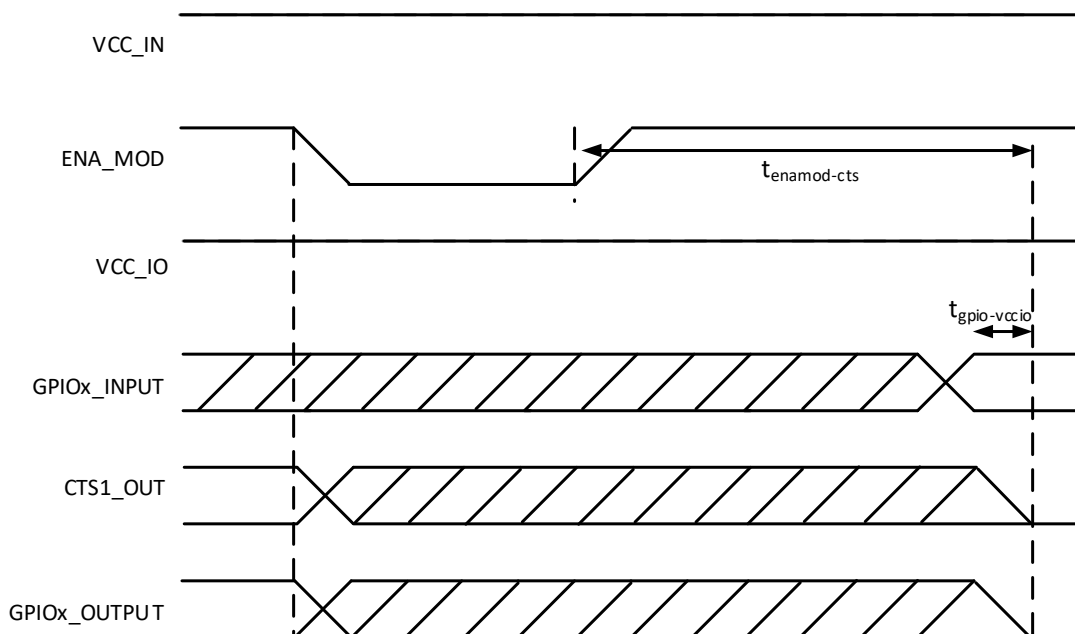 VCC_IN
ENA_MOD
tenamod-cts
VCC_IO
tgpio-vccio
GPIOx_INPUT
CTS1_OUT
GPIOx_OUTPUT